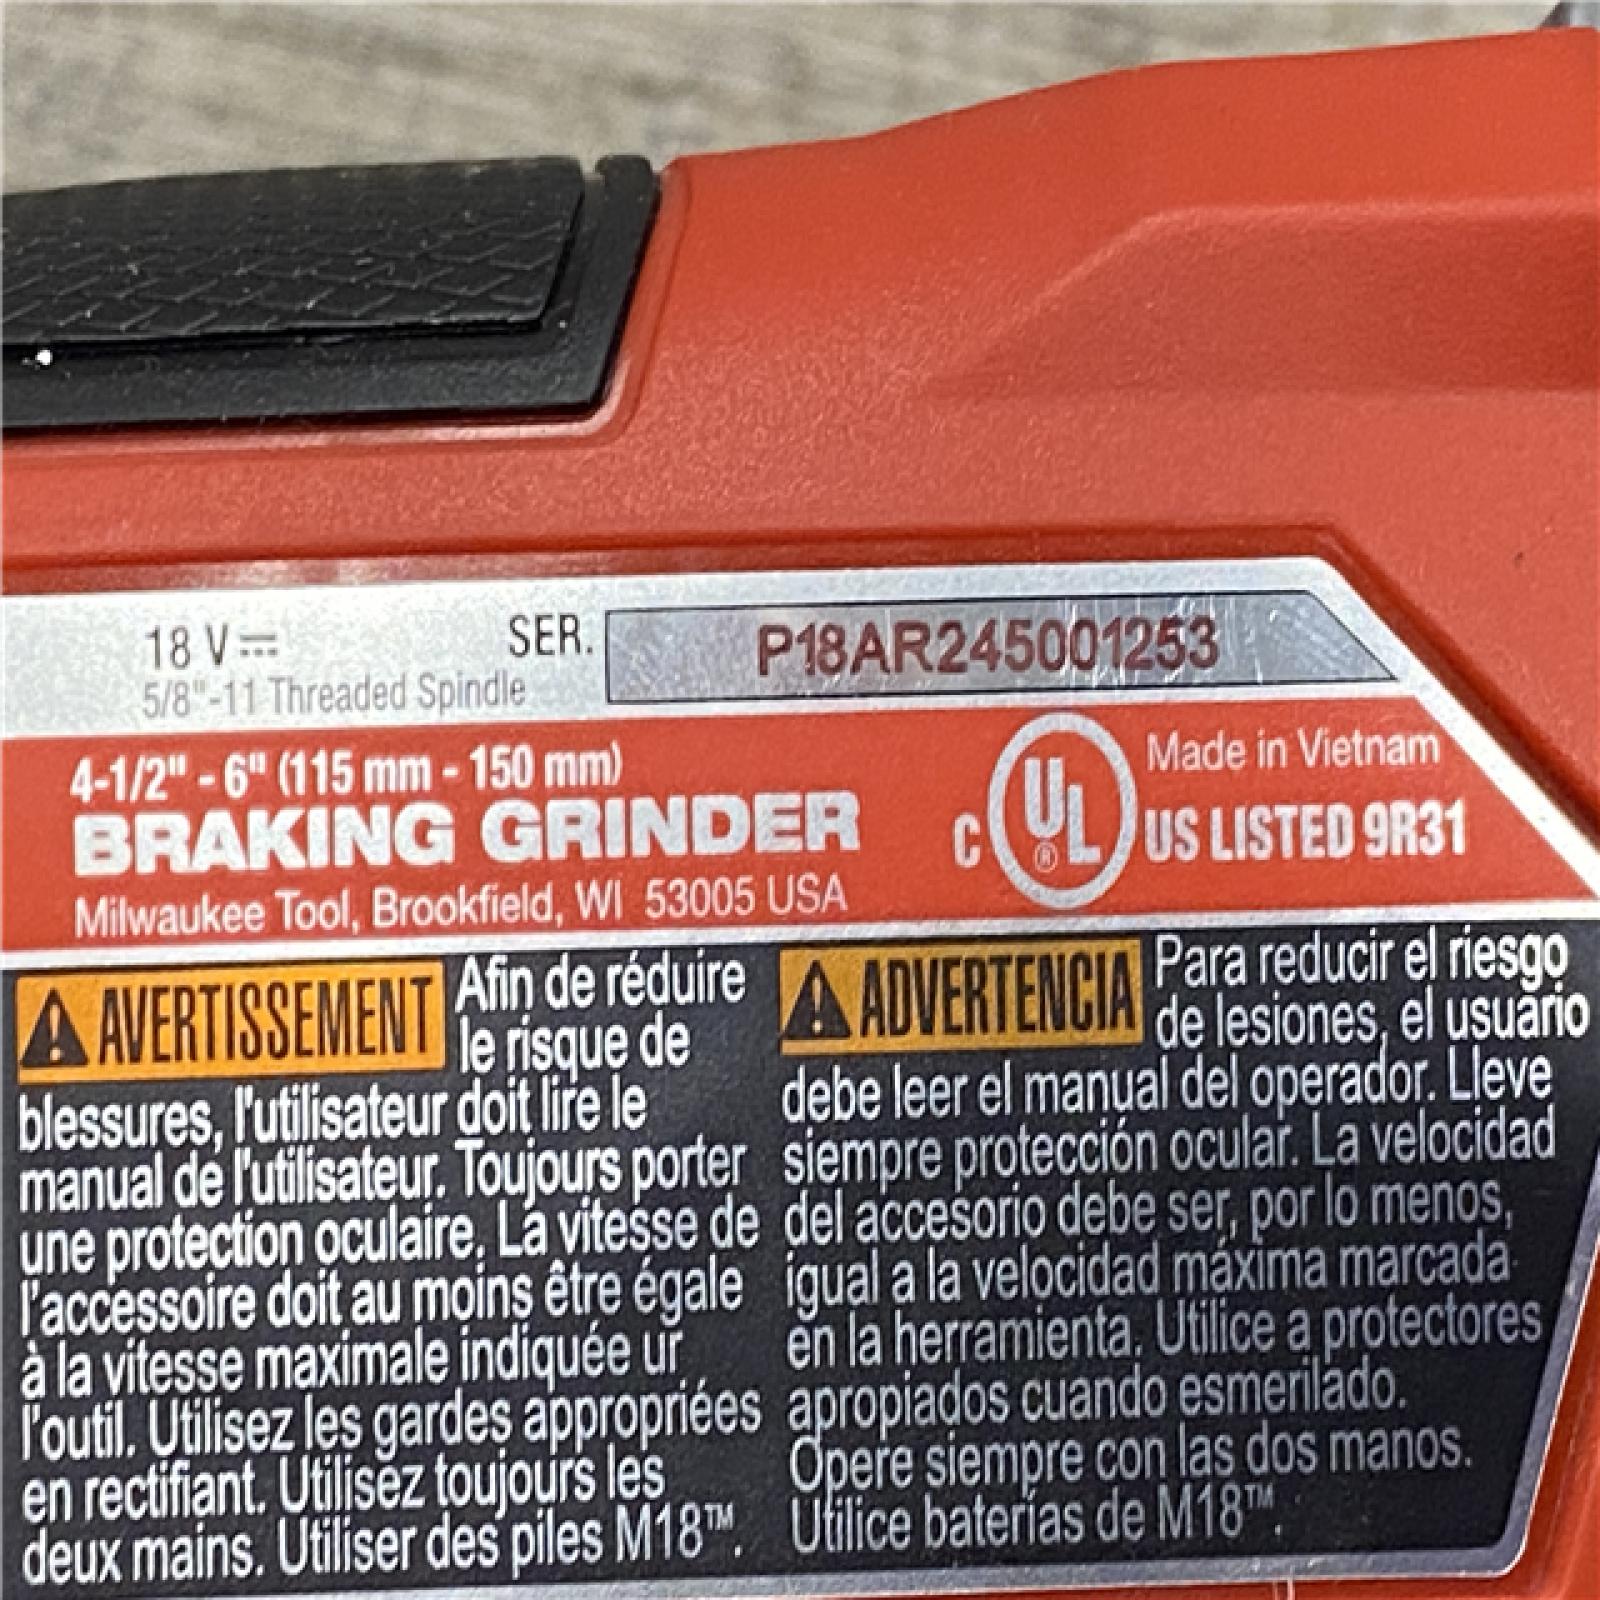 18 V
SER. P18AR245001253
5/8"-11 Threaded Spindle
4-1/2" - 6" (115 mm - 150 mm)
BRAKING GRINDER
Milwaukee Tool, Brookfield, WI 53005 USA
C UL ® US LISTED 9R31
Made in Vietnam
AVERTISSEMENT Afin de réduire
le risque de
blessures, l'utilisateur doit lire le
manual de l'utilisateur. Toujours porter
une protection oculaire. La vitesse de
l'accessoire doit au moins être égale
à la vitesse maximale indiquée ur
l'outil. Utilisez les gardes appropriées
en rectifiant. Utilisez toujours les
deux mains. Utiliser des piles M18™.
ADVERTENCIA Para reducir el riesgo
de lesiones, el usuario
debe leer el manual del operador. Lleve
siempre protección ocular. La velocidad
del accesorio debe ser, por lo menos,
igual a la velocidad máxima marcada
en la herramienta. Utilice a protectores
apropiados cuando esmerilado.
Opere siempre con las dos manos.
Utilice baterías de M18™.